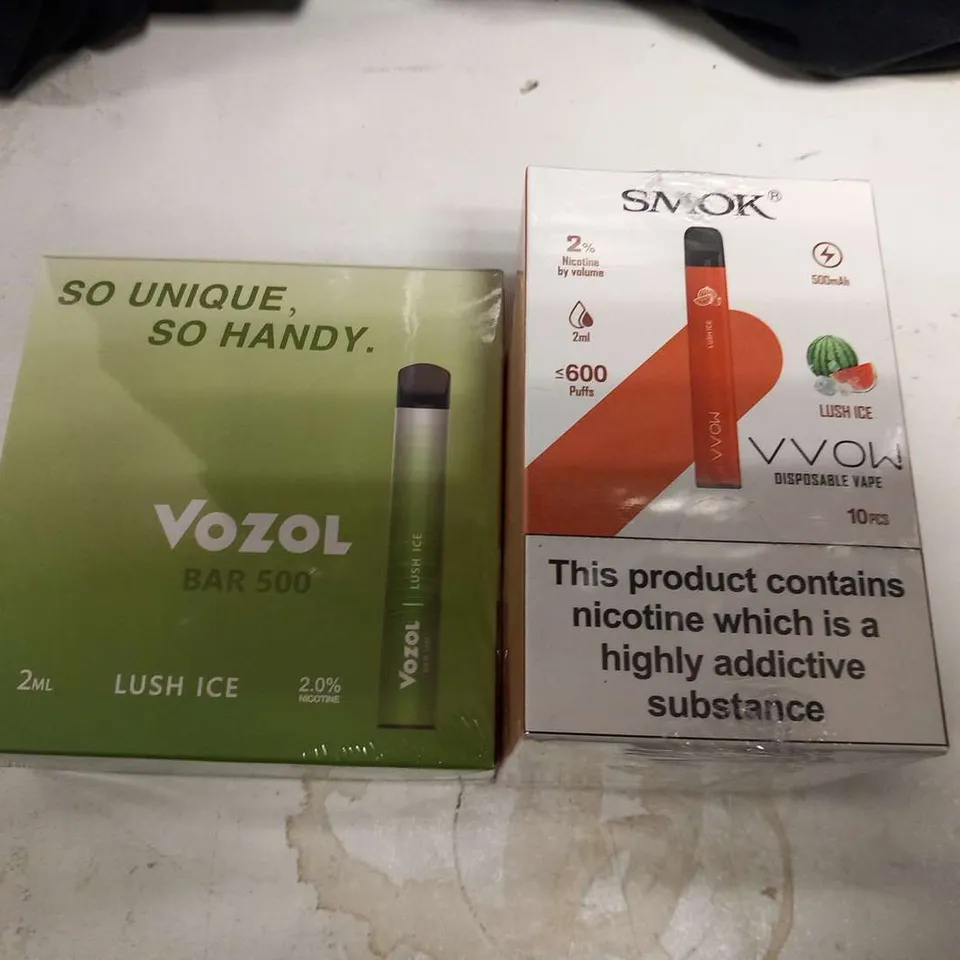 SO UNIQUE,
SO HANDY.
VOZOL
BAR 500
VOZOL | LUSH ICE
2ML
LUSH ICE
2.0%
NICOTINE
SMOK®
2%
Nicotine
by volume
2ml
≤600
Puffs
LUSH ICE
VVOW
500mAh
LUSH ICE
VVOW
DISPOSABLE VAPE
10PCS
This product contains
nicotine which is a
highly addictive
substance